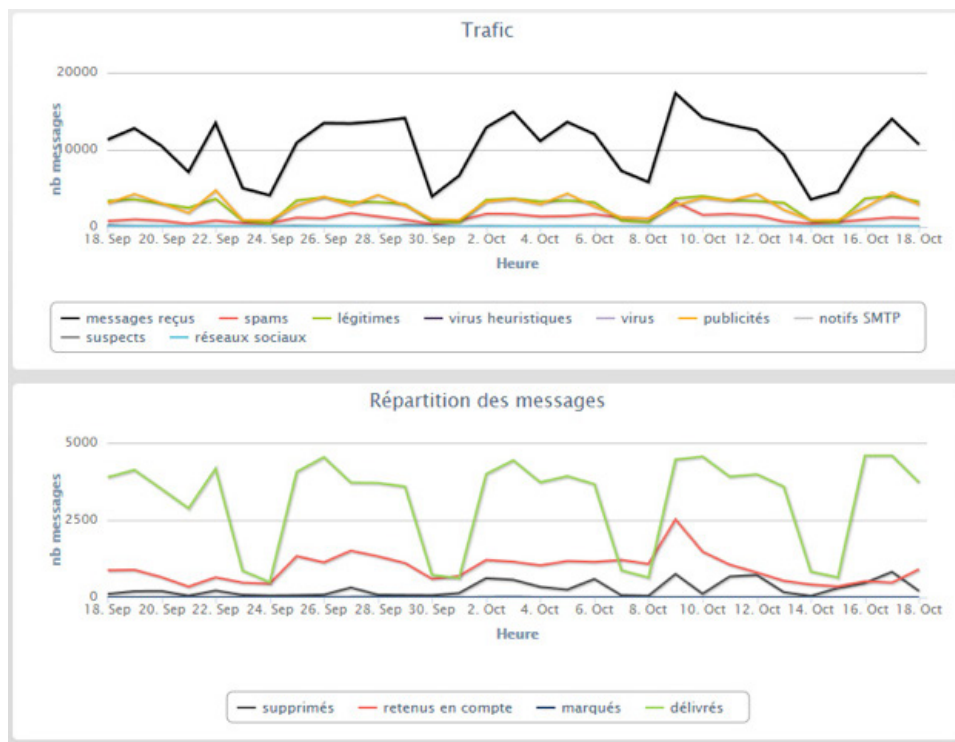 Trafic
20000
10000
0
nb messages
18. Sep 20. Sep 22. Sep 24. Sep 26. Sep 28. Sep 30. Sep 2. Oct 4. Oct 6. Oct 8. Oct 10. Oct 12. Oct 14. Oct 16. Oct 18. Oct
Heure
messages reçus spams légitimes virus heuristiques virus publicités notifs SMTP
suspects réseaux sociaux
Répartition des messages
5000
2500
0
nb messages
18. Sep 20. Sep 22. Sep 24. Sep 26. Sep 28. Sep 30. Sep 2. Oct 4. Oct 6. Oct 8. Oct 10. Oct 12. Oct 14. Oct 16. Oct 18. Oct
Heure
supprimés retenus en compte marqués délivrés